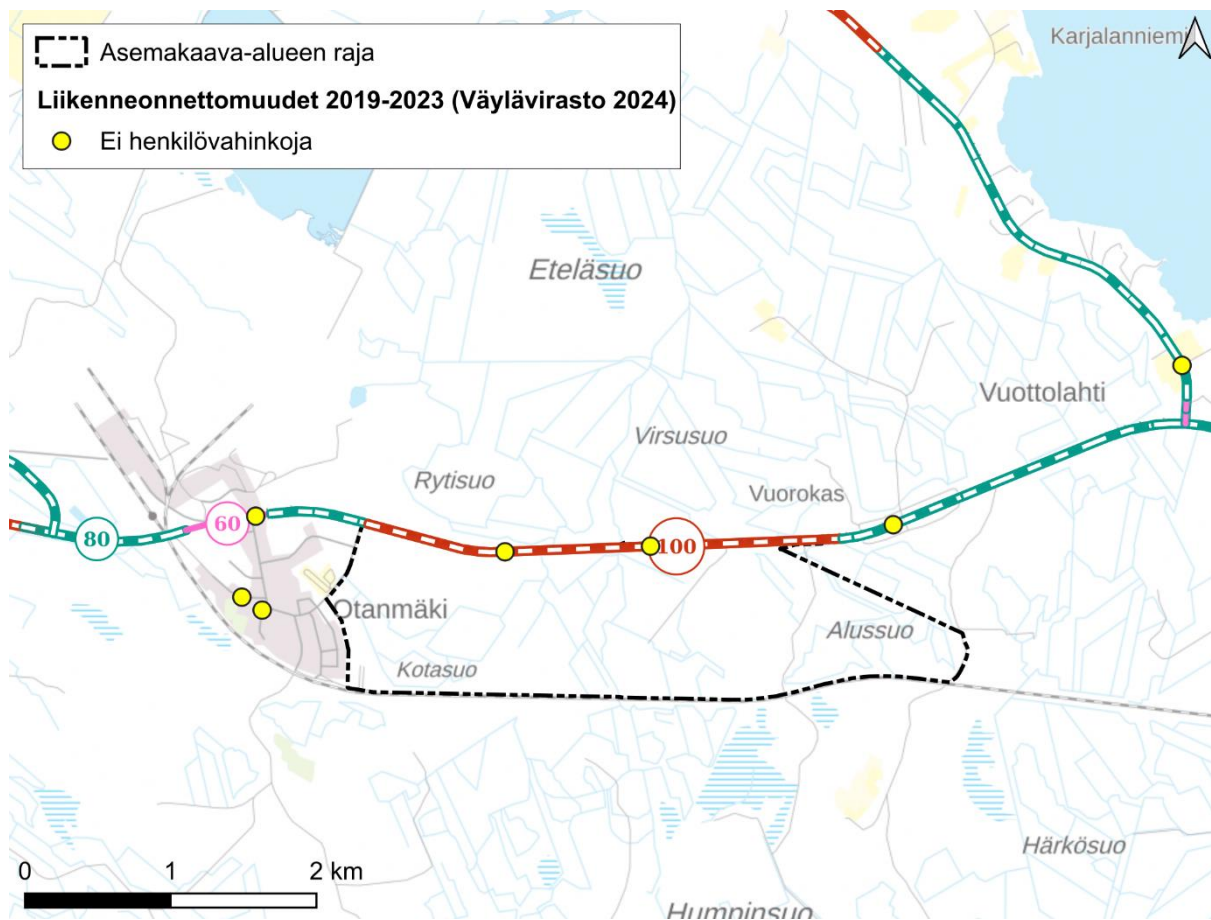 Asemakaava-alueen raja
Liikenneonnettomuudet 2019-2023 (Väylävirasto 2024)
Ei henkilövahinkoja
Karjalanniemi
Eteläsuo
Vuottolahti
Virsusuo
Rytisuo
Vuorokas
60
80
100
Otanmäki
Alussuo
Kotasuo
Härkösuo
0 1 2 km
Humpinsuo